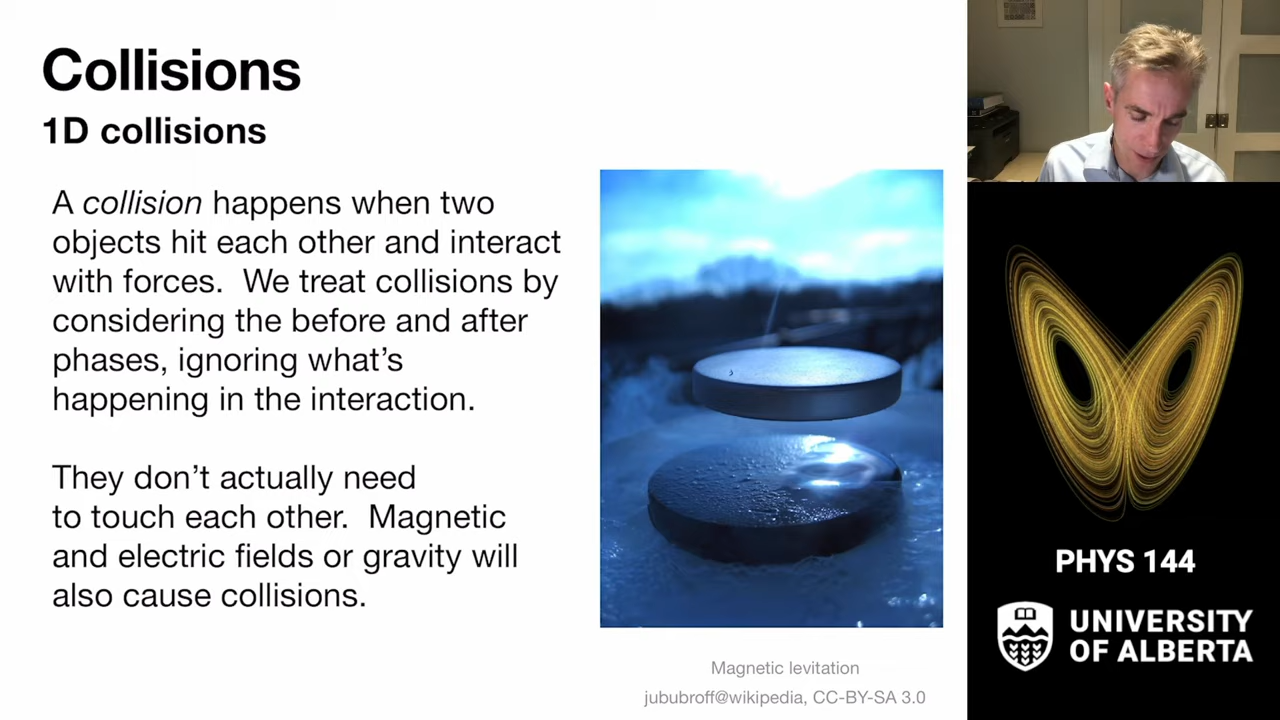 Collisions
1D collisions
A collision happens when two
objects hit each other and interact
with forces.  We treat collisions by
considering the before and after
phases, ignoring what’s
happening in the interaction.
They don’t actually need
to touch each other.  Magnetic
and electric fields or gravity will
also cause collisions.
Magnetic levitation
jububroff@wikipedia, CC-BY-SA 3.0
PHYS 144
UNIVERSITY
OF ALBERTA